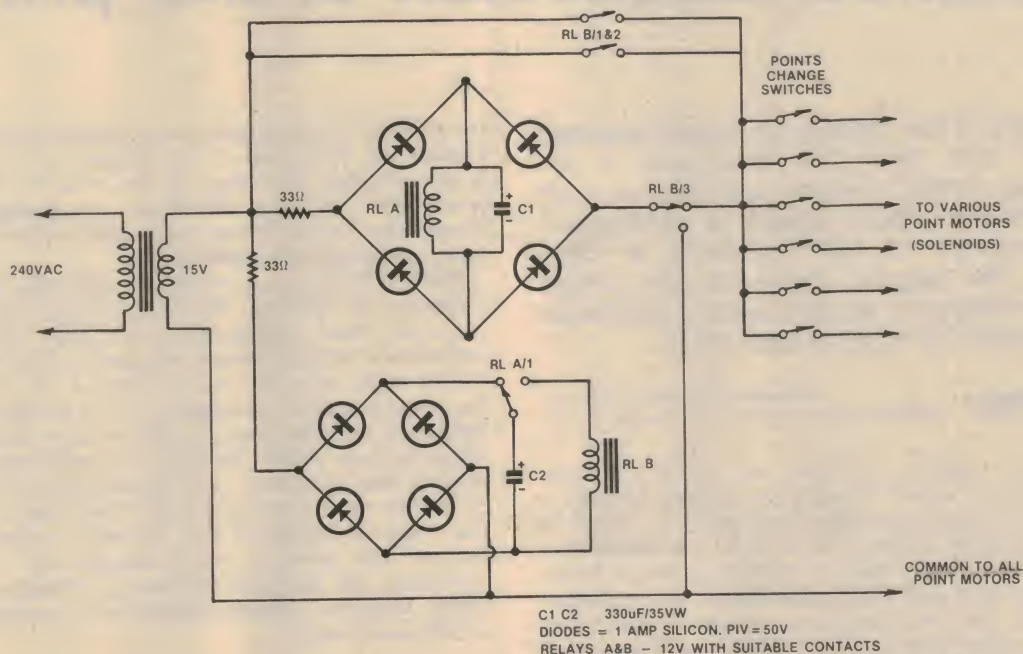 RL B/1&2
POINTS
CHANGE
SWITCHES
33Ω
RL A
+
C1
-
RL B/3
TO VARIOUS
POINT MOTORS
(SOLENOIDS)
240VAC
15V
33Ω
RL A/1
+
C2
-
RL B
COMMON TO ALL
POINT MOTORS
C1 C2 330uF/35VW
DIODES = 1 AMP SILICON. PIV = 50V
RELAYS A&B - 12V WITH SUITABLE CONTACTS